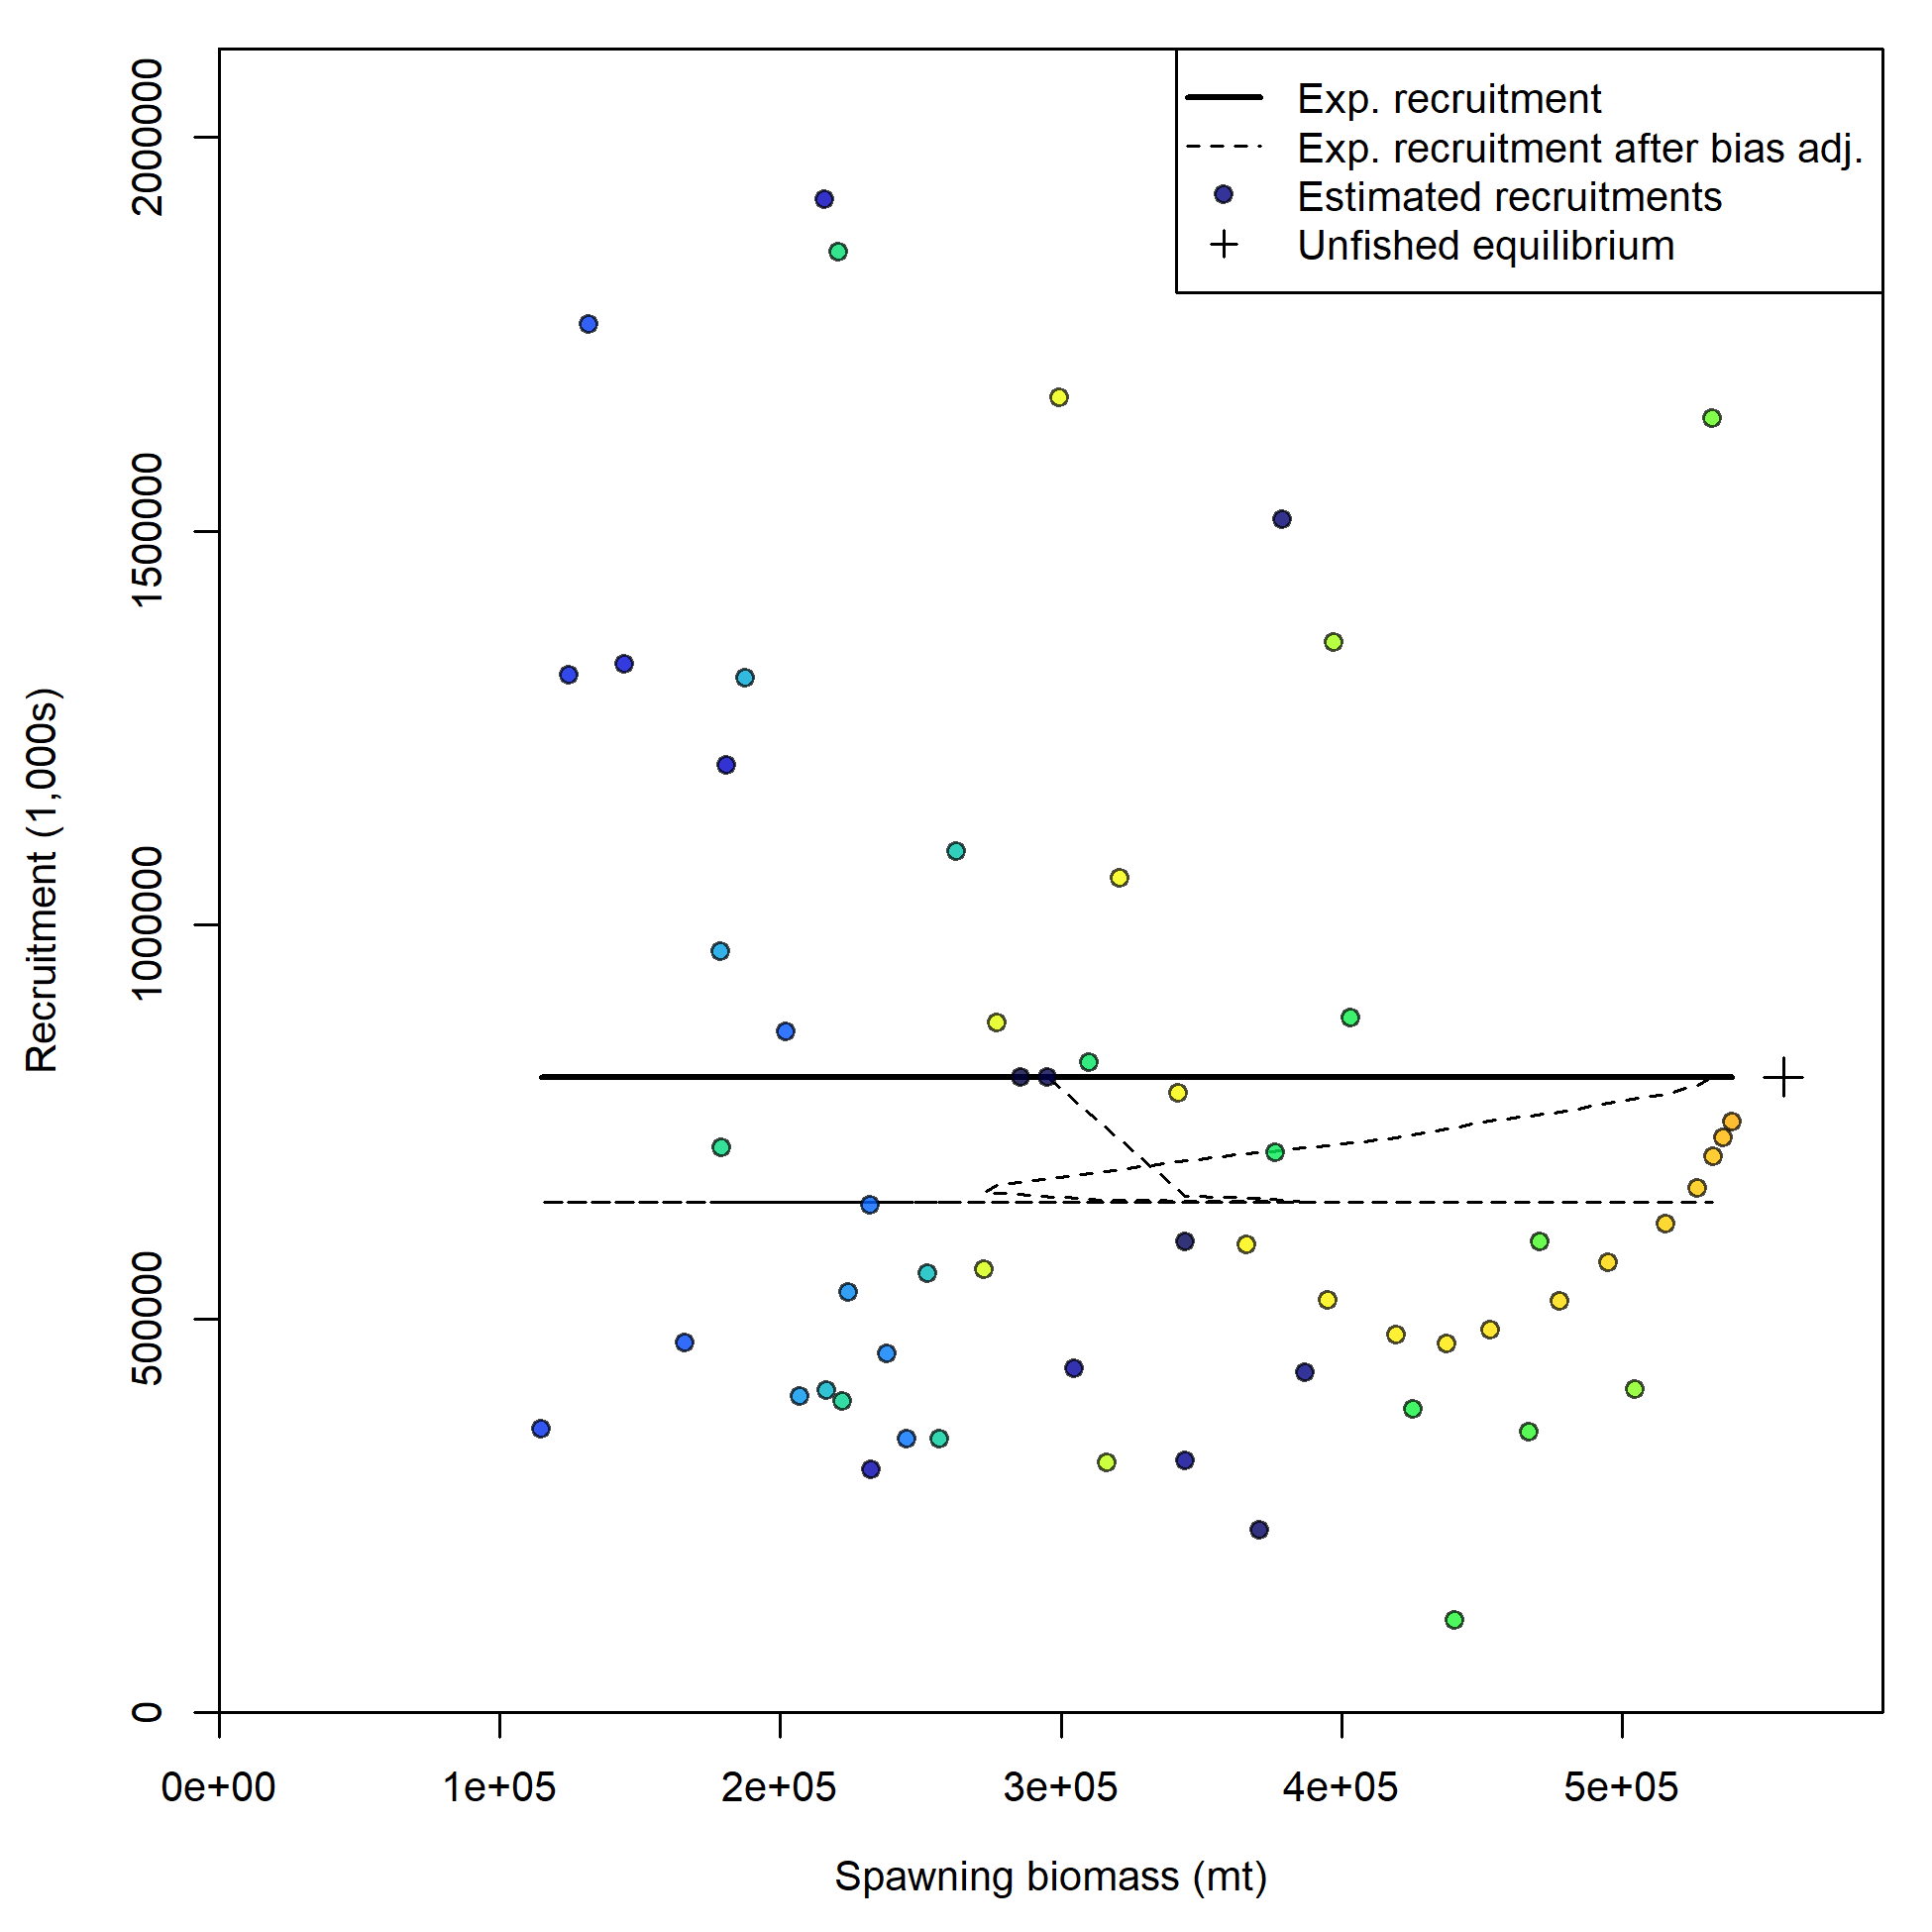 Exp. recruitment
Exp. recruitment after bias adj.
Estimated recruitments
Unfished equilibrium
Recruitment (1,000s)
2000000
1500000
1000000
500000
0
0e+00 1e+05 2e+05 3e+05 4e+05 5e+05
Spawning biomass (mt)